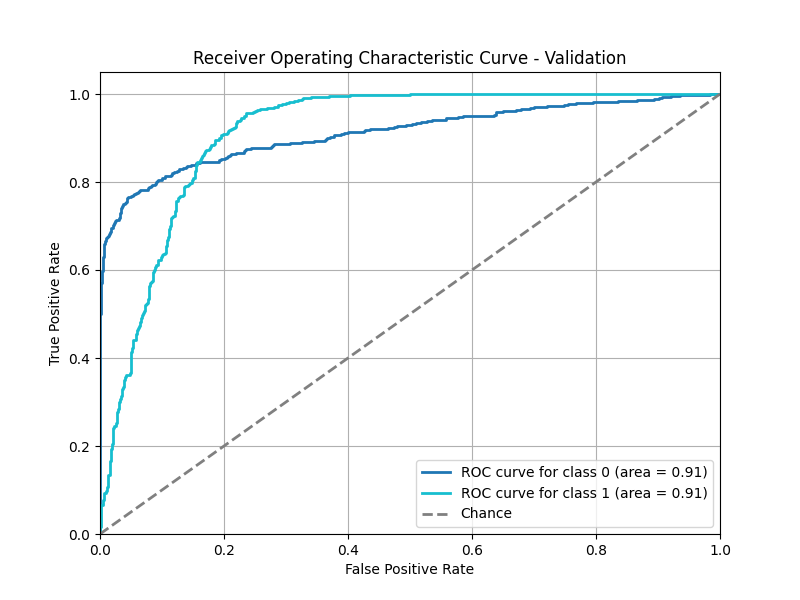 Receiver Operating Characteristic Curve - Validation
True Positive Rate
1.0
0.8
0.6
0.4
0.2
0.0
0.0 0.2 0.4 0.6 0.8 1.0
False Positive Rate
ROC curve for class 0 (area = 0.91)
ROC curve for class 1 (area = 0.91)
Chance